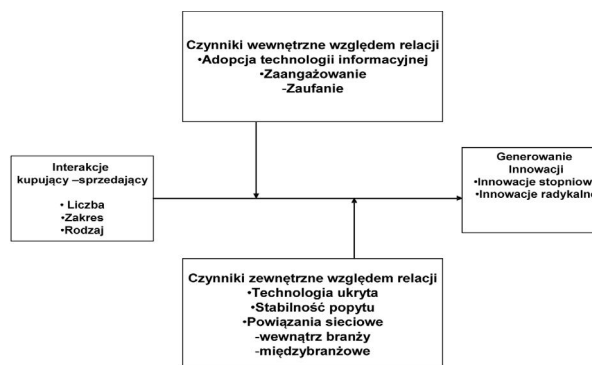 Czynniki wewnętrzne względem relacji
•Adopcja technologii informacyjnej
•Zaangażowanie
-Zaufanie
Interakcje
kupujący –sprzedający
• Liczba
• Zakres
•Rodzaj
Generowanie
Innowacji
•Innowacje stopniow
•Innowacje radykalne
Czynniki zewnętrzne względem relacji
•Technologia ukryta
•Stabilność popytu
•Powiązania sieciowe
-wewnątrz branży
-międzybranżowe